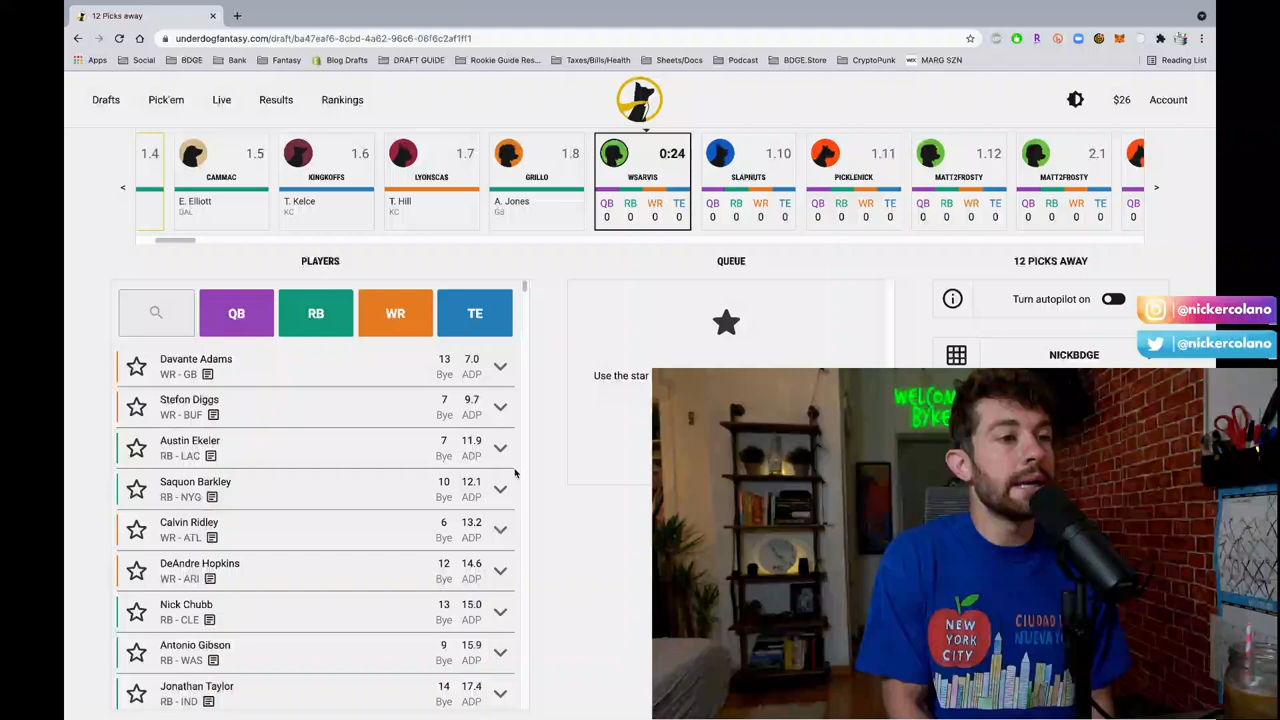 12 Picks away
underdogfantasy.com/draft/ba47eaf6-8cbd-4a62-96c6-06f6c2af1ff1
Apps Social BDGE Bank Fantasy Blog Drafts DRAFT GUIDE Rookie Guide Res... Taxes/Bills/Health Sheets/Docs Podcast BDGE.Store CryptoPunk MARG SZN Reading List
Drafts Pick'em Live Results Rankings $26 Account
1.4 1.5 1.6 1.7 1.8 0:24 1.10 1.11 1.12 2.1
CAMMAC KINGKOFFS LYONSCAS GRILLO WSARVIS SLAPNUTS PICKLENICK MATT2FROSTY MATT2FROSTY
E. Elliott T. Kelce T. Hill A. Jones QB RB WR TE QB RB WR TE QB RB WR TE QB RB WR TE QB RB WR TE
DAL KC KC GB 0 0 0 0 0 0 0 0 0 0 0 0 0 0 0 0 0 0 0 0
PLAYERS QUEUE 12 PICKS AWAY
QB RB WR TE
Turn autopilot on
@nickercolano
@nickercolano
NICKBDGE
Use the star
Davante Adams 13 7.0
WR - GB Bye ADP
Stefon Diggs 7 9.7
WR - BUF Bye ADP
Austin Ekeler 7 11.9
RB - LAC Bye ADP
Saquon Barkley 10 12.1
RB - NYG Bye ADP
Calvin Ridley 6 13.2
WR - ATL Bye ADP
DeAndre Hopkins 12 14.6
WR - ARI Bye ADP
Nick Chubb 13 15.0
RB - CLE Bye ADP
Antonio Gibson 9 15.9
RB - WAS Bye ADP
Jonathan Taylor 14 17.4
RB - IND Bye ADP
WELCOM
BYKE
NEW
YORK
CITY
CIUDAD
NUEVA